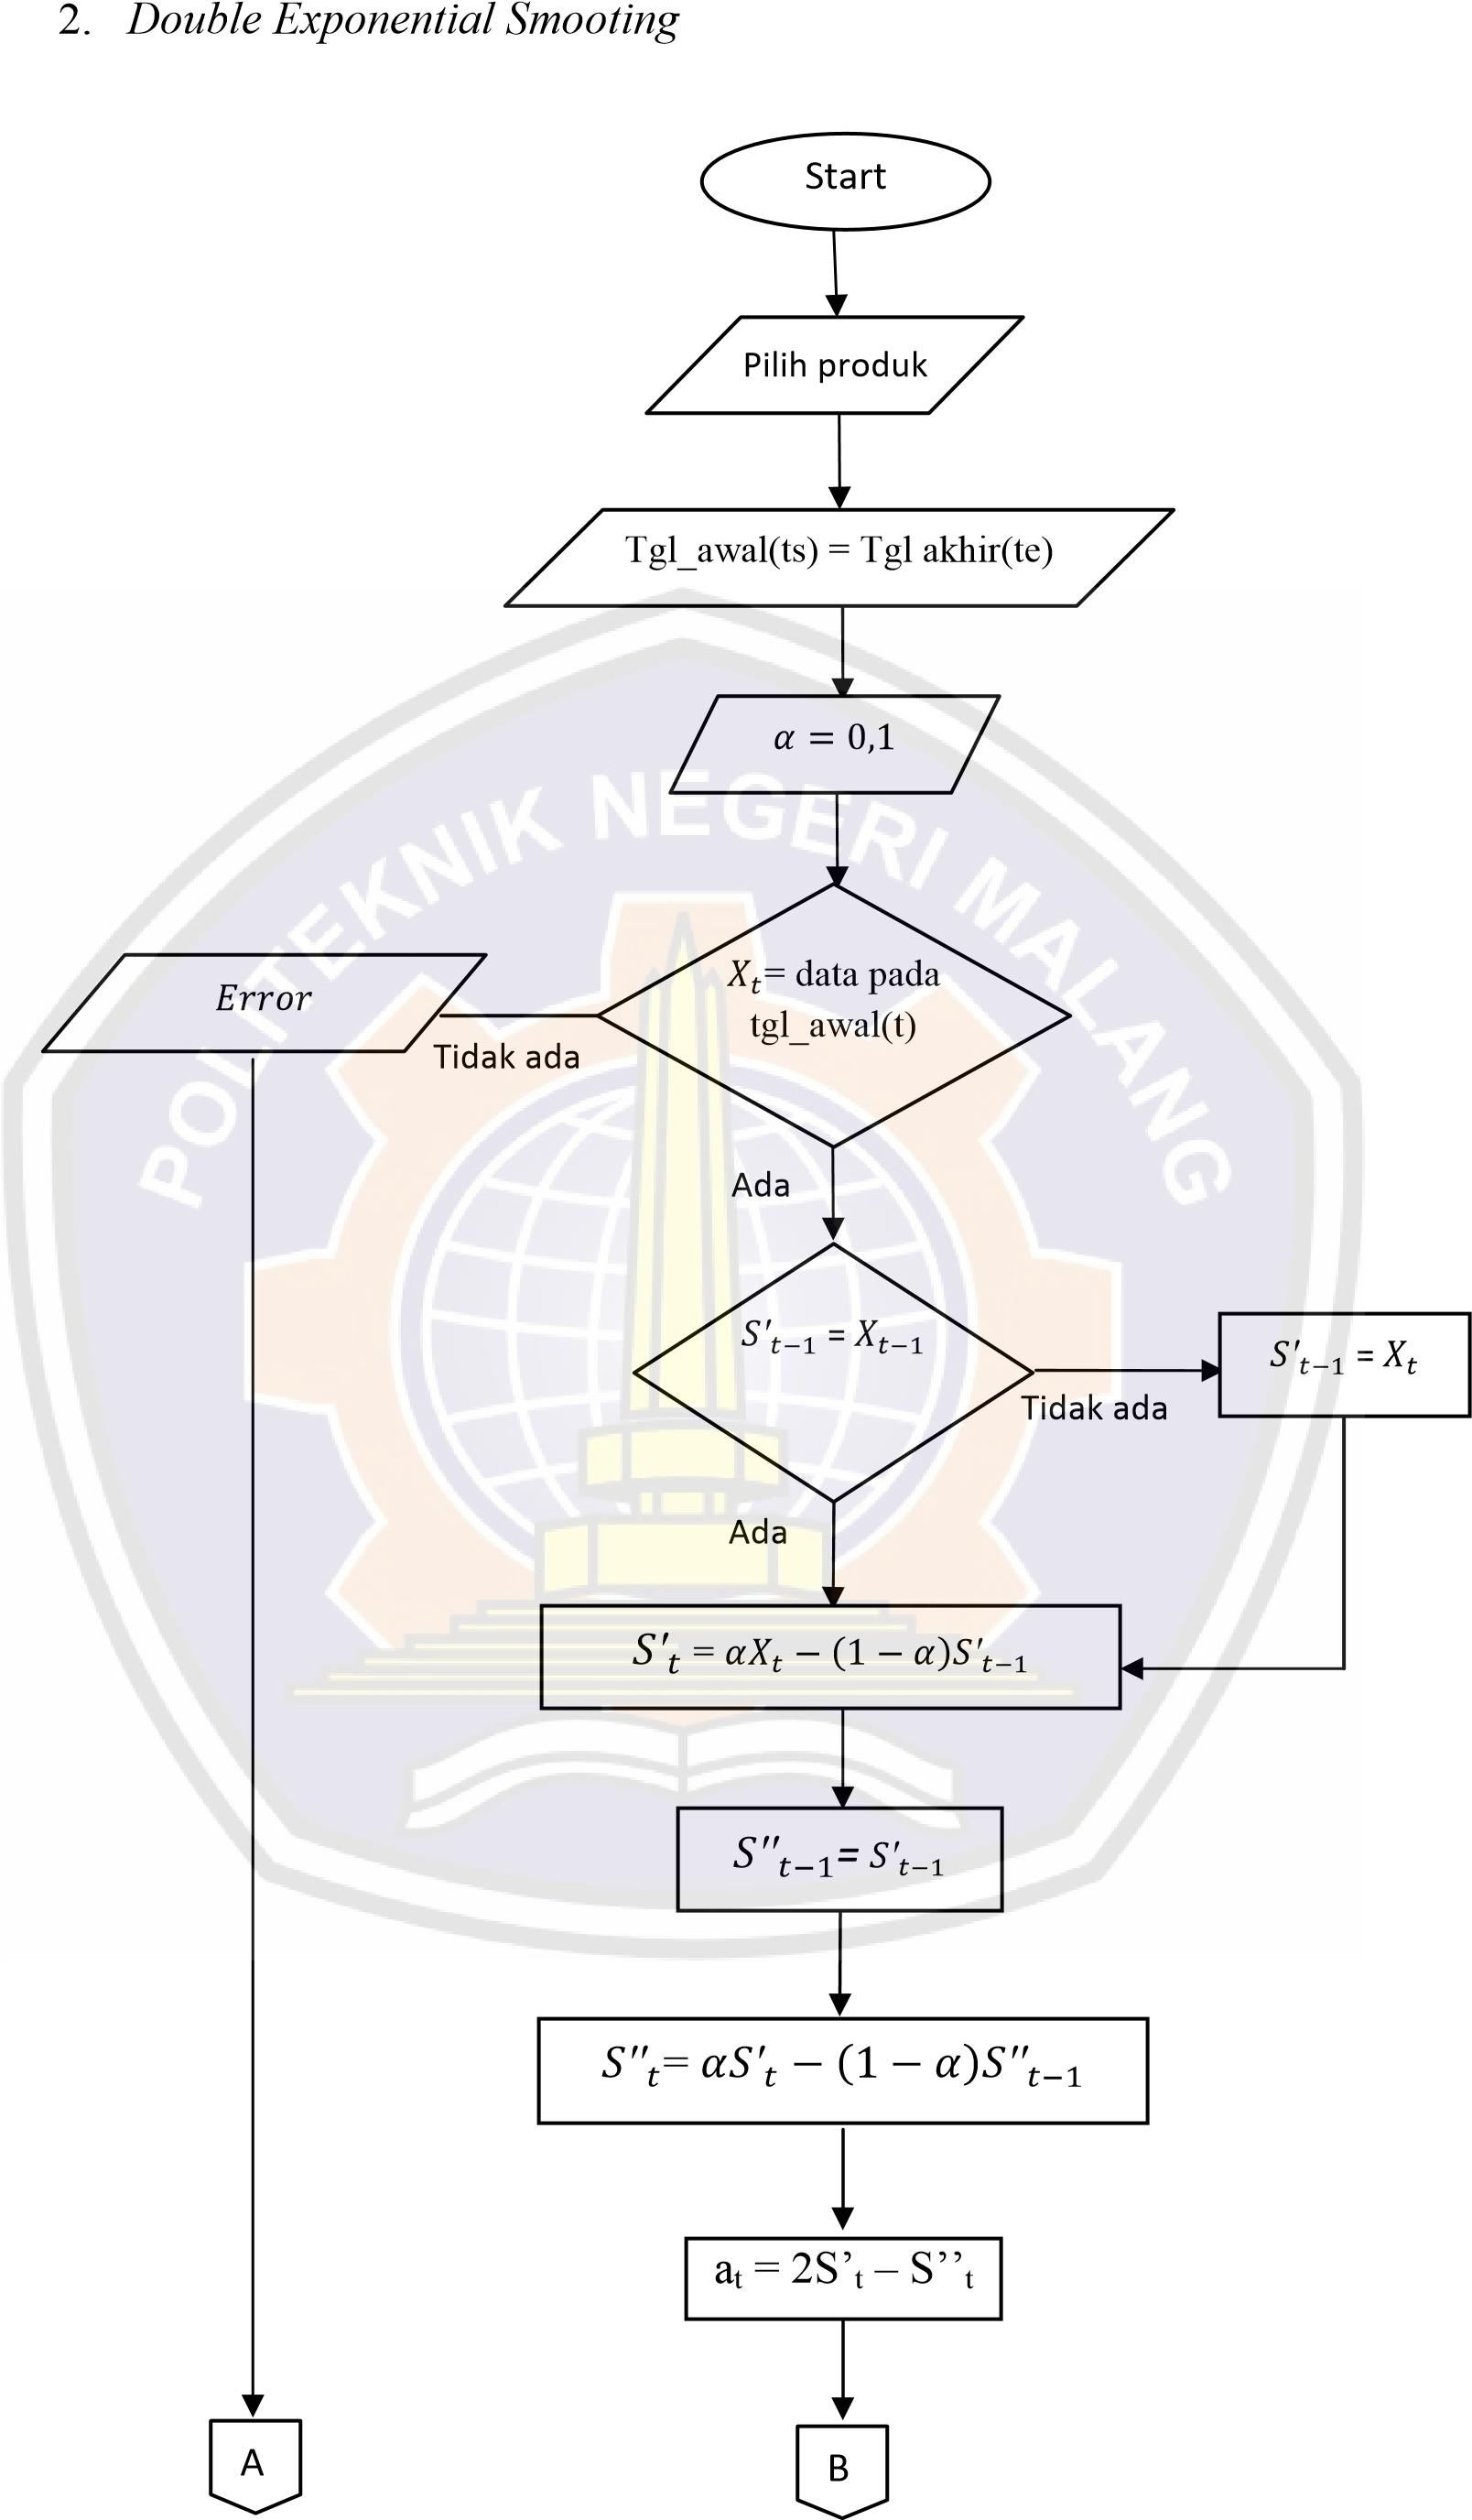 2. Double Exponential Smooting
Start
Pilih produk
Tgl_awal(ts) = Tgl akhir(te)
α = 0,1
POLITEKNIK NEGERI MALANG
Xₜ= data pada
tgl_awal(t)
Error
Tidak ada
Ada
S′ₜ₋₁ = Xₜ₋₁
Tidak ada
S′ₜ₋₁ = Xₜ
Ada
S′ₜ = αXₜ − (1 − α)S′ₜ₋₁
S″ₜ₋₁= S′ₜ₋₁
S″ₜ= αS′ₜ − (1 − α)S″ₜ₋₁
aₜ = 2S’ₜ – S’’ₜ
A
B